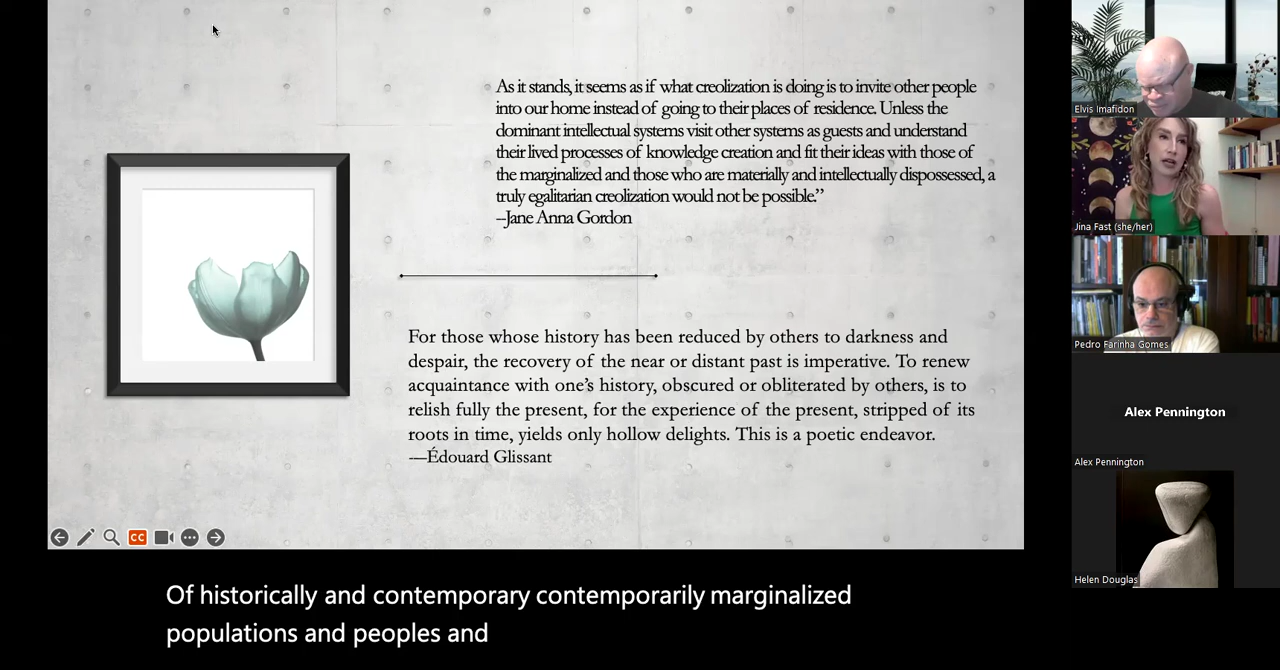 As it stands, it seems as if what creolization is doing is to invite other people
into our home instead of going to their places of residence. Unless the
dominant intellectual systems visit other systems as guests and understand
their lived processes of knowledge creation and fit their ideas with those of
the marginalized and those who are materially and intellectually dispossessed, a
truly egalitarian creolization would not be possible.”
--Jane Anna Gordon
For those whose history has been reduced by others to darkness and
despair, the recovery of the near or distant past is imperative. To renew
acquaintance with one’s history, obscured or obliterated by others, is to
relish fully the present, for the experience of the present, stripped of its
roots in time, yields only hollow delights. This is a poetic endeavor.
-–Édouard Glissant
CC
Of historically and contemporary contemporarily marginalized
populations and peoples and
Elvis Imafidon
Jina Fast (she/her)
Pedro Farinha Gomes
Alex Pennington
Alex Pennington
Helen Douglas